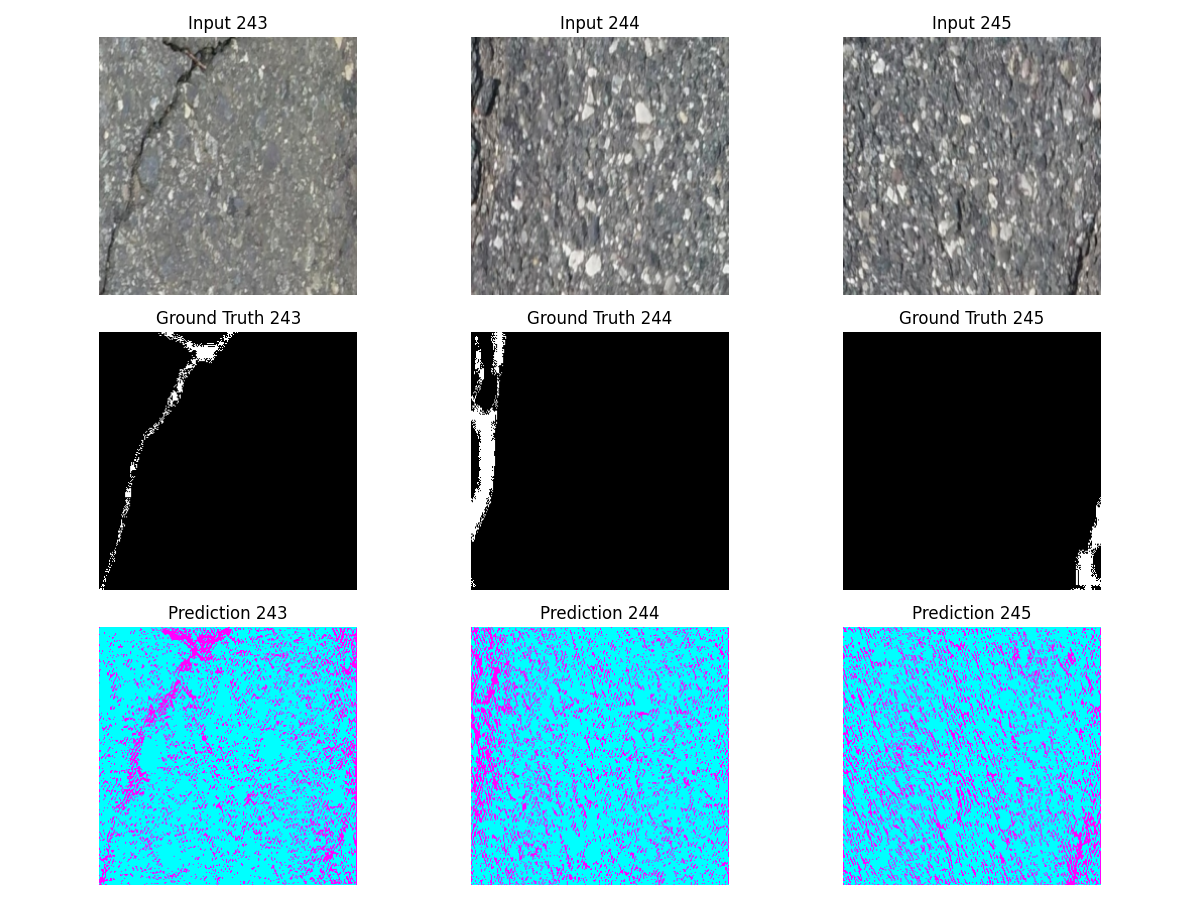 Input 243
Input 244
Input 245
Ground Truth 243
Ground Truth 244
Ground Truth 245
Prediction 243
Prediction 244
Prediction 245